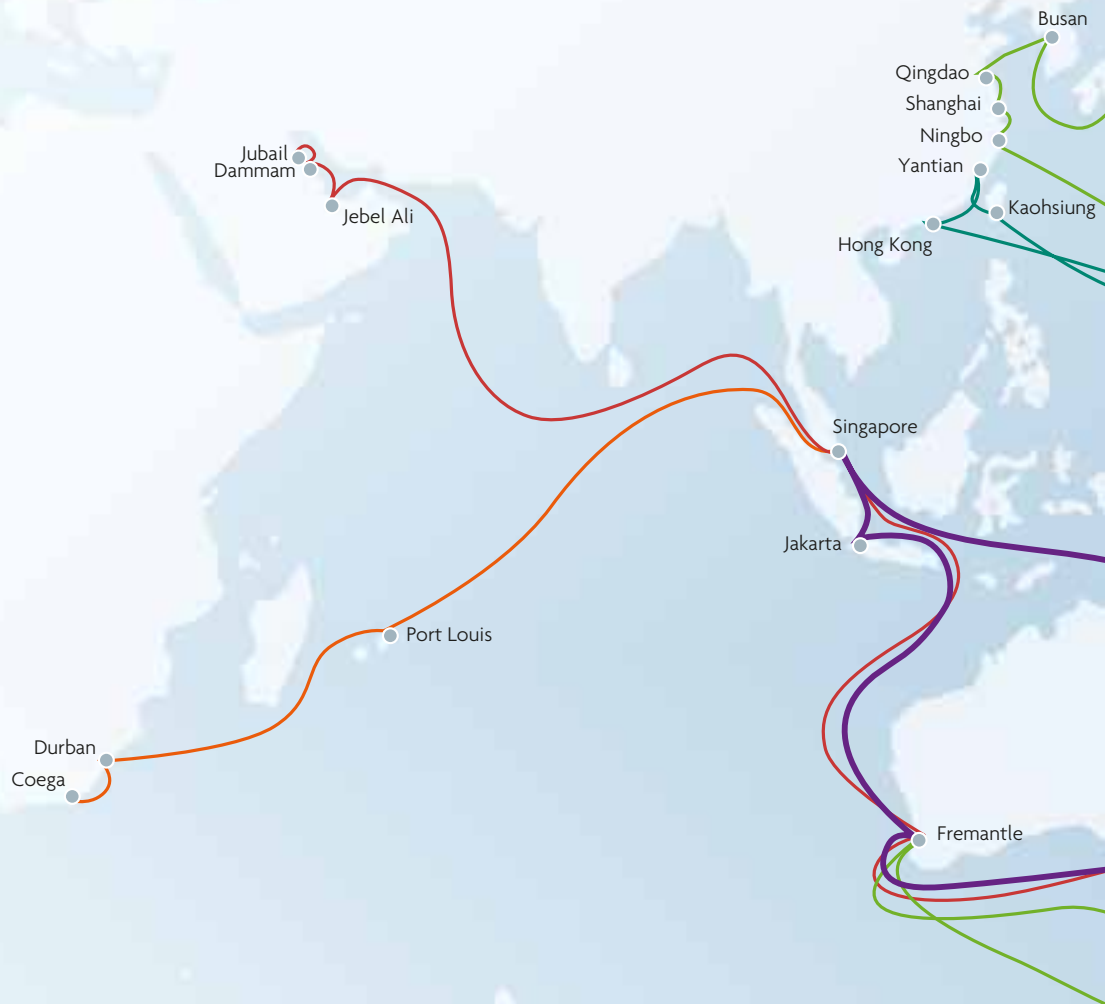 Busan
Qingdao
Shanghai
Ningbo
Jubail
Dammam
Yantian
Jebel Ali
Kaohsiung
Hong Kong
Singapore
Jakarta
Port Louis
Durban
Coega
Fremantle